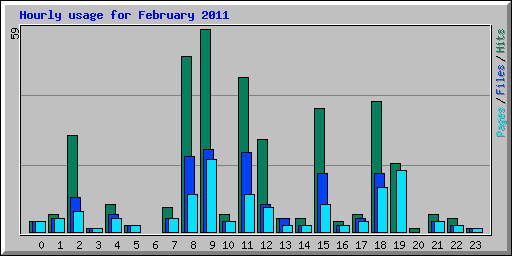 Hourly usage for February 2011
59
Pages/Files/Hits
0 1 2 3 4 5 6 7 8 9 10 11 12 13 14 15 16 17 18 19 20 21 22 23